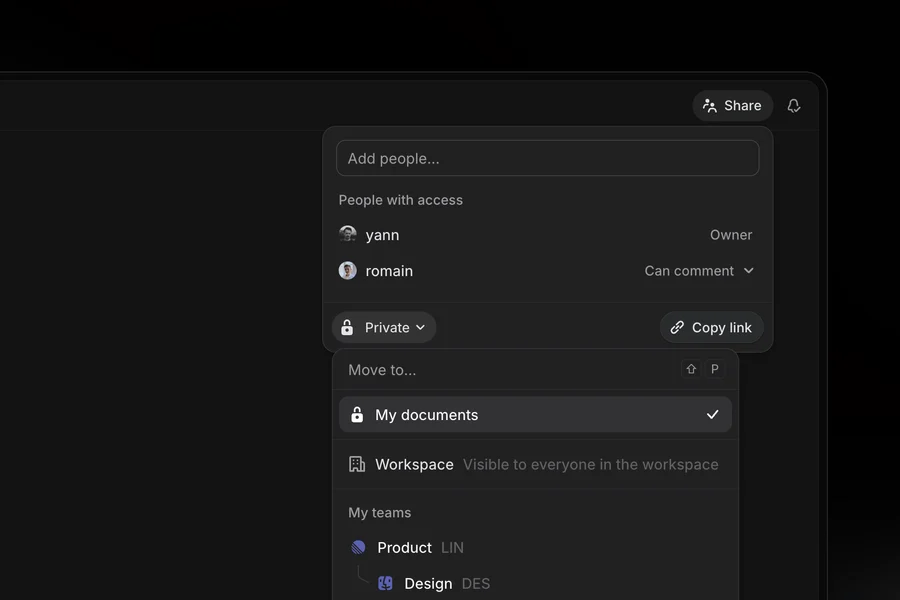 Share
Add people...
People with access
yann Owner
romain Can comment
Private Copy link
Move to... P
My documents
Workspace Visible to everyone in the workspace
My teams
Product LIN
Design DES